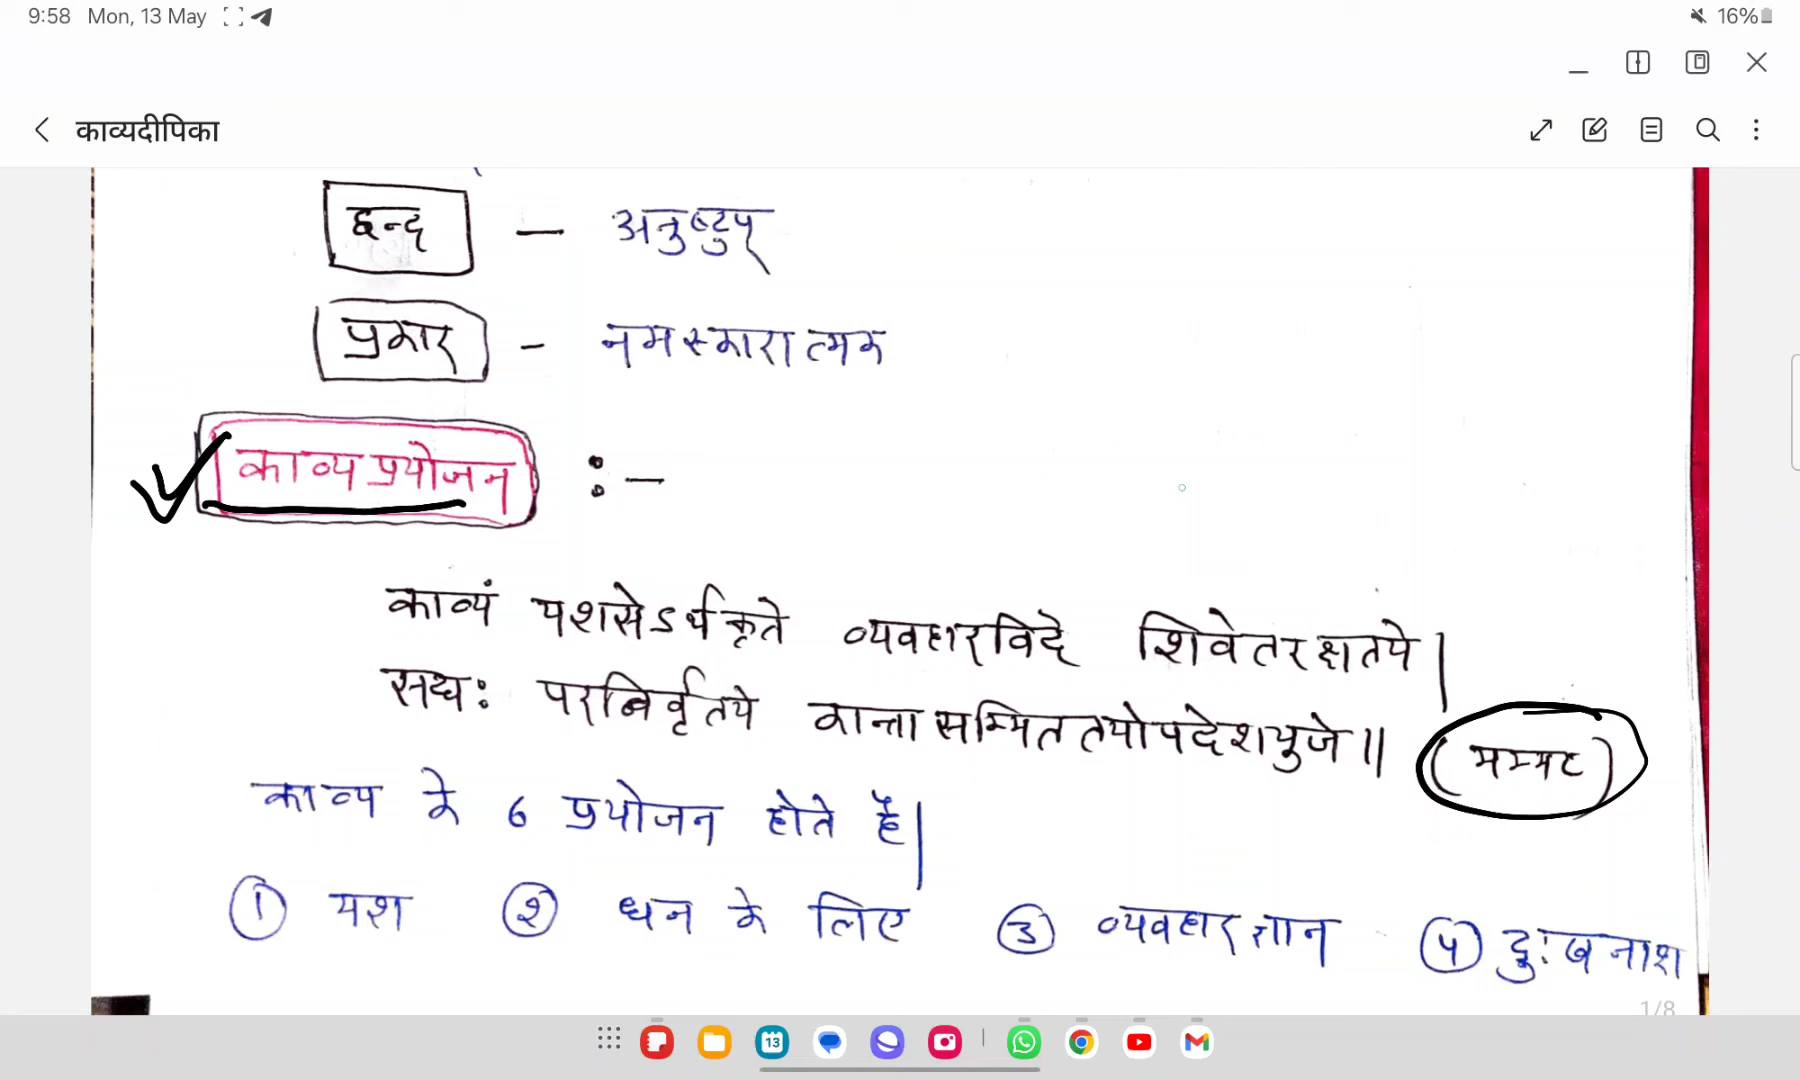 9:58 Mon, 13 May 16%
काव्यदीपिका
छन्द — अनुष्टुप्
प्रकार - नमस्कारात्मक
काव्यप्रयोजन :-
काव्यं यशसेऽर्थकृते व्यवहारविदे शिवेतरक्षतये|
सद्यः परनिर्वृतये कान्तासम्मिततयोपदेशयुजे॥
(मम्मट)
काव्य के 6 प्रयोजन होते है|
① यश ② धन के लिए ③ व्यवहारज्ञान ④ दुःखनाश
1/8
13